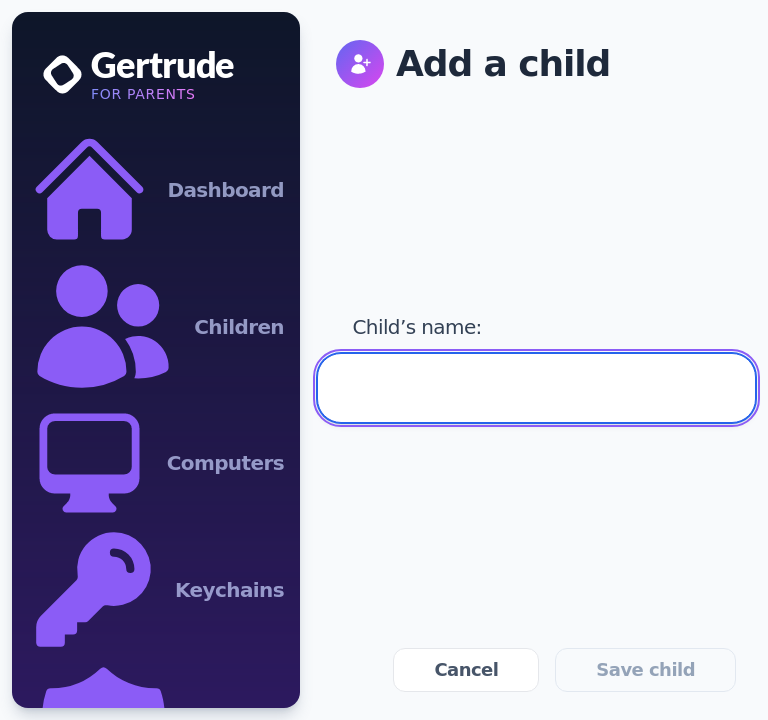 Gertrude
FOR PARENTS
Dashboard
Children
Computers
Keychains
Add a child
Child’s name:
Cancel
Save child